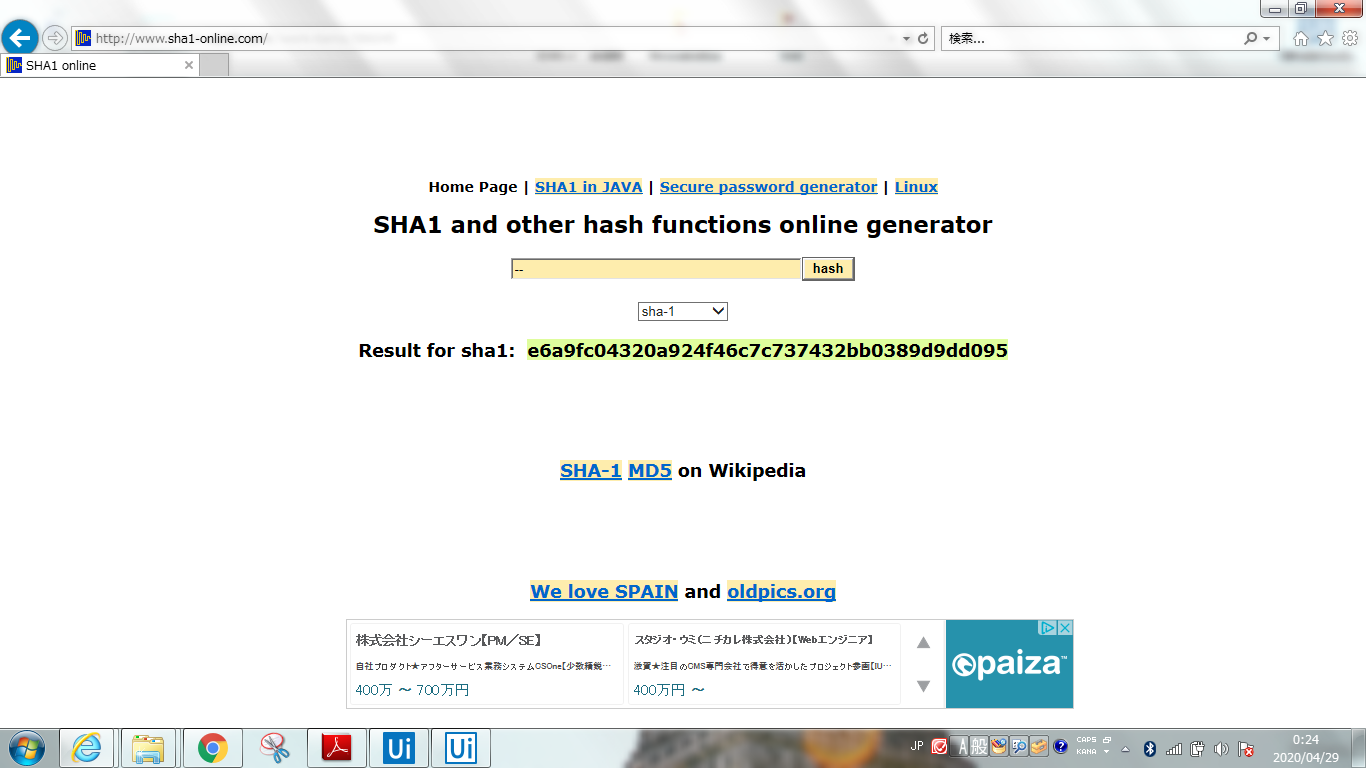 http://www.sha1-online.com/
検索...
SHA1 online
Home Page | SHA1 in JAVA | Secure password generator | Linux
SHA1 and other hash functions online generator
-- hash
sha-1
Result for sha1: e6a9fc04320a924f46c7c737432bb0389d9dd095
SHA-1 MD5 on Wikipedia
We love SPAIN and oldpics.org
株式会社シーエスワン【PM/SE】
自社プロダクト★アフターサービス業務システムCSOne【少数精鋭…
400万 ～ 700万円
スタジオ・ウミ(ニチカレ株式会社)【Webエンジニア】
滋賀★注目のCMS専門会社で得意を活かしたプロジェクト参画【IU…
400万円 ～
paiza
Ui
Ui
JP
A 般
CAPS
KANA
0:24
2020/04/29